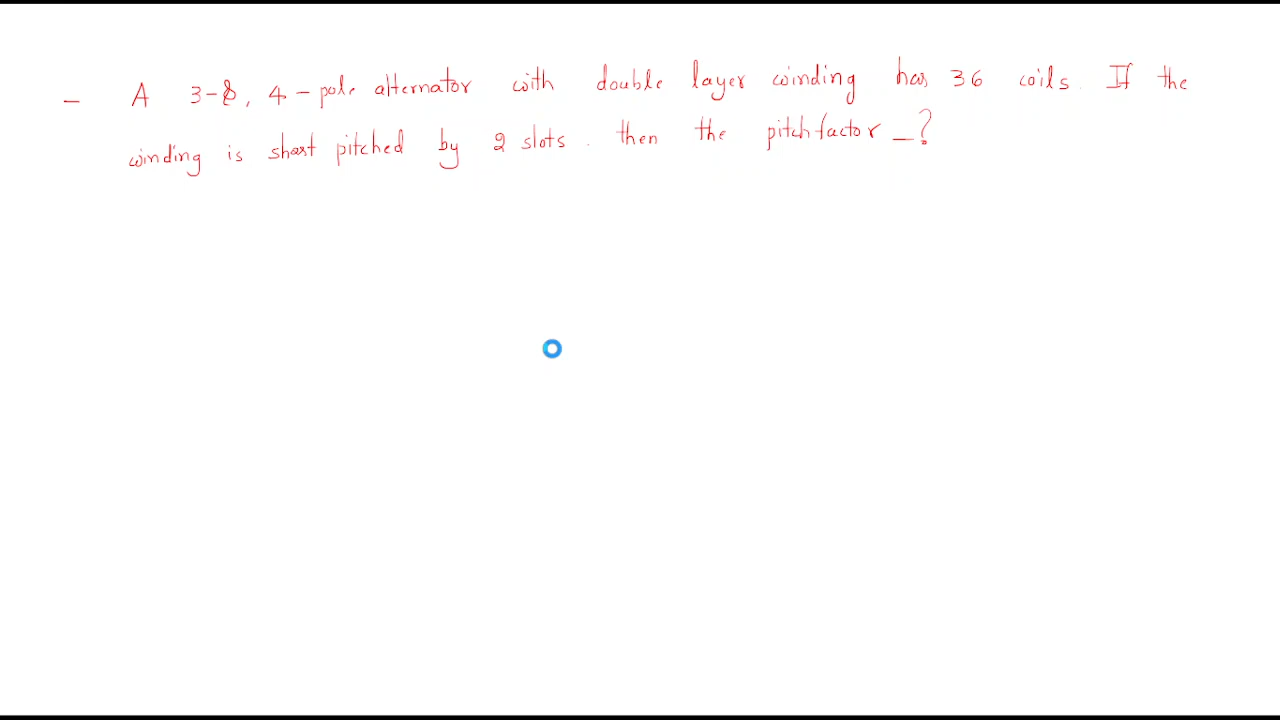 - A 3-ϕ, 4-pole alternator with double layer winding has 36 coils. If the
winding is short pitched by 2 slots. then the pitch factor _?